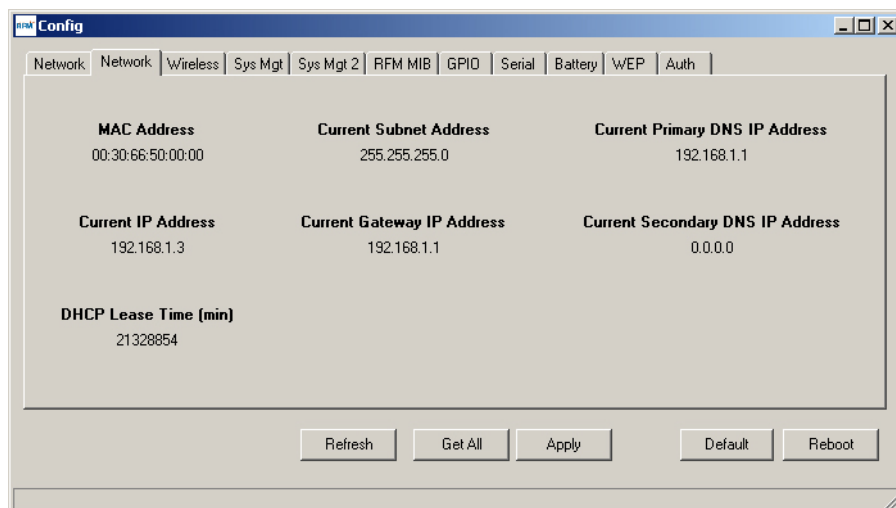 RFM Config
Network Network Wireless Sys Mgt Sys Mgt 2 RFM MIB GPIO Serial Battery WEP Auth
MAC Address Current Subnet Address Current Primary DNS IP Address
00:30:66:50:00:00 255.255.255.0 192.168.1.1
Current IP Address Current Gateway IP Address Current Secondary DNS IP Address
192.168.1.3 192.168.1.1 0.0.0.0
DHCP Lease Time (min)
21328854
Refresh Get All Apply Default Reboot